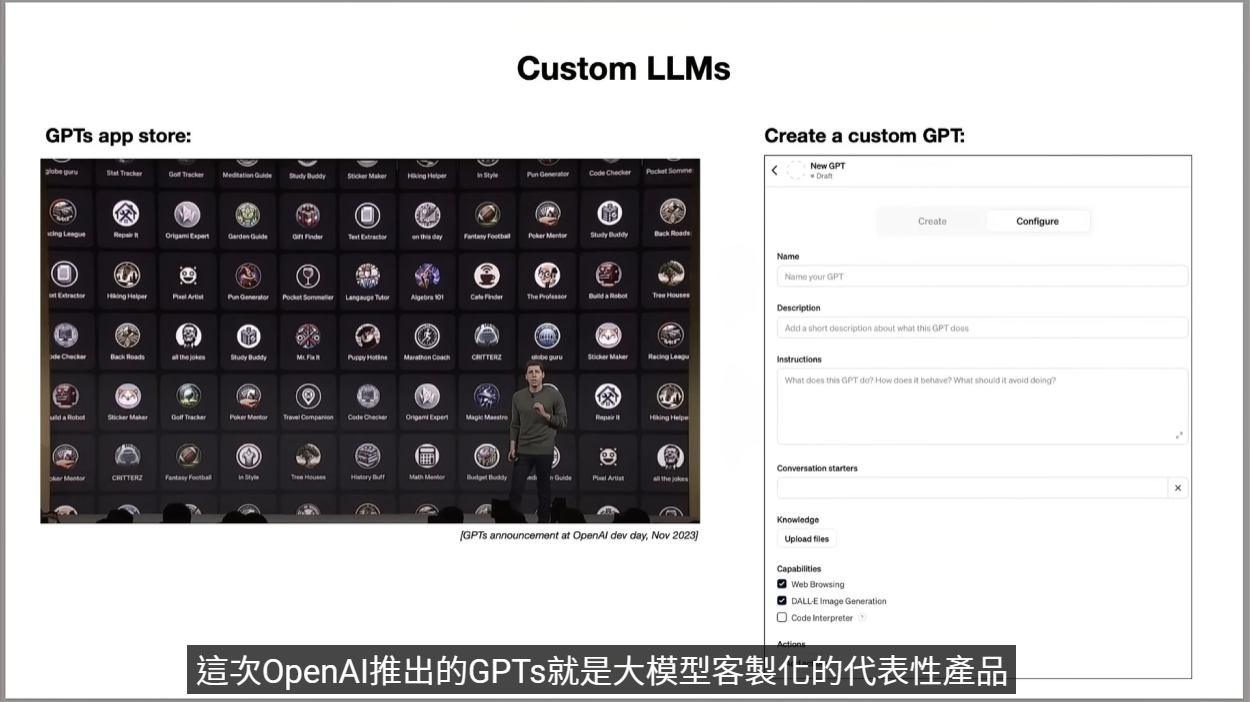 Custom LLMs
GPTs app store:
globe guru Stat Tracker Golf Tracker Meditation Guide Study Buddy Sticker Maker Hiking Helper In Style Pun Generator Code Checker Pocket Somme
cing League Repair It Origami Expert Garden Guide Gift Finder Text Extractor on this day Fantasy Football Poker Mentor Study Buddy Back Roads
xt Extractor Hiking Helper Pixel Artist Pun Generator Pocket Sommelier Langauge Tutor Algebra 101 Cafe Finder The Professor Build a Robot Tree Houses
ode Checker Back Roads all the jokes Study Buddy Mr. Fix It Puppy Hotline Marathon Coach CRITTERZ globe guru Sticker Maker Racing Leagu
uild a Robot Sticker Maker Golf Tracker Poker Mentor Travel Companion Code Checker Origami Expert Magic Maestro Repair It Hiking Helpe
oker Mentor CRITTERZ Fantasy Football In Style Tree Houses History Buff Math Mentor Budget Buddy n Guide Pixel Artist all the jokes
[GPTs announcement at OpenAI dev day, Nov 2023]
Create a custom GPT:
New GPT
Draft
Create Configure
Name
Name your GPT
Description
Add a short description about what this GPT does
Instructions
What does this GPT do? How does it behave? What should it avoid doing?
Conversation starters
Knowledge
Upload files
Capabilities
Web Browsing
DALL·E Image Generation
Code Interpreter ?
Actions
這次OpenAI推出的GPTs就是大模型客製化的代表性產品